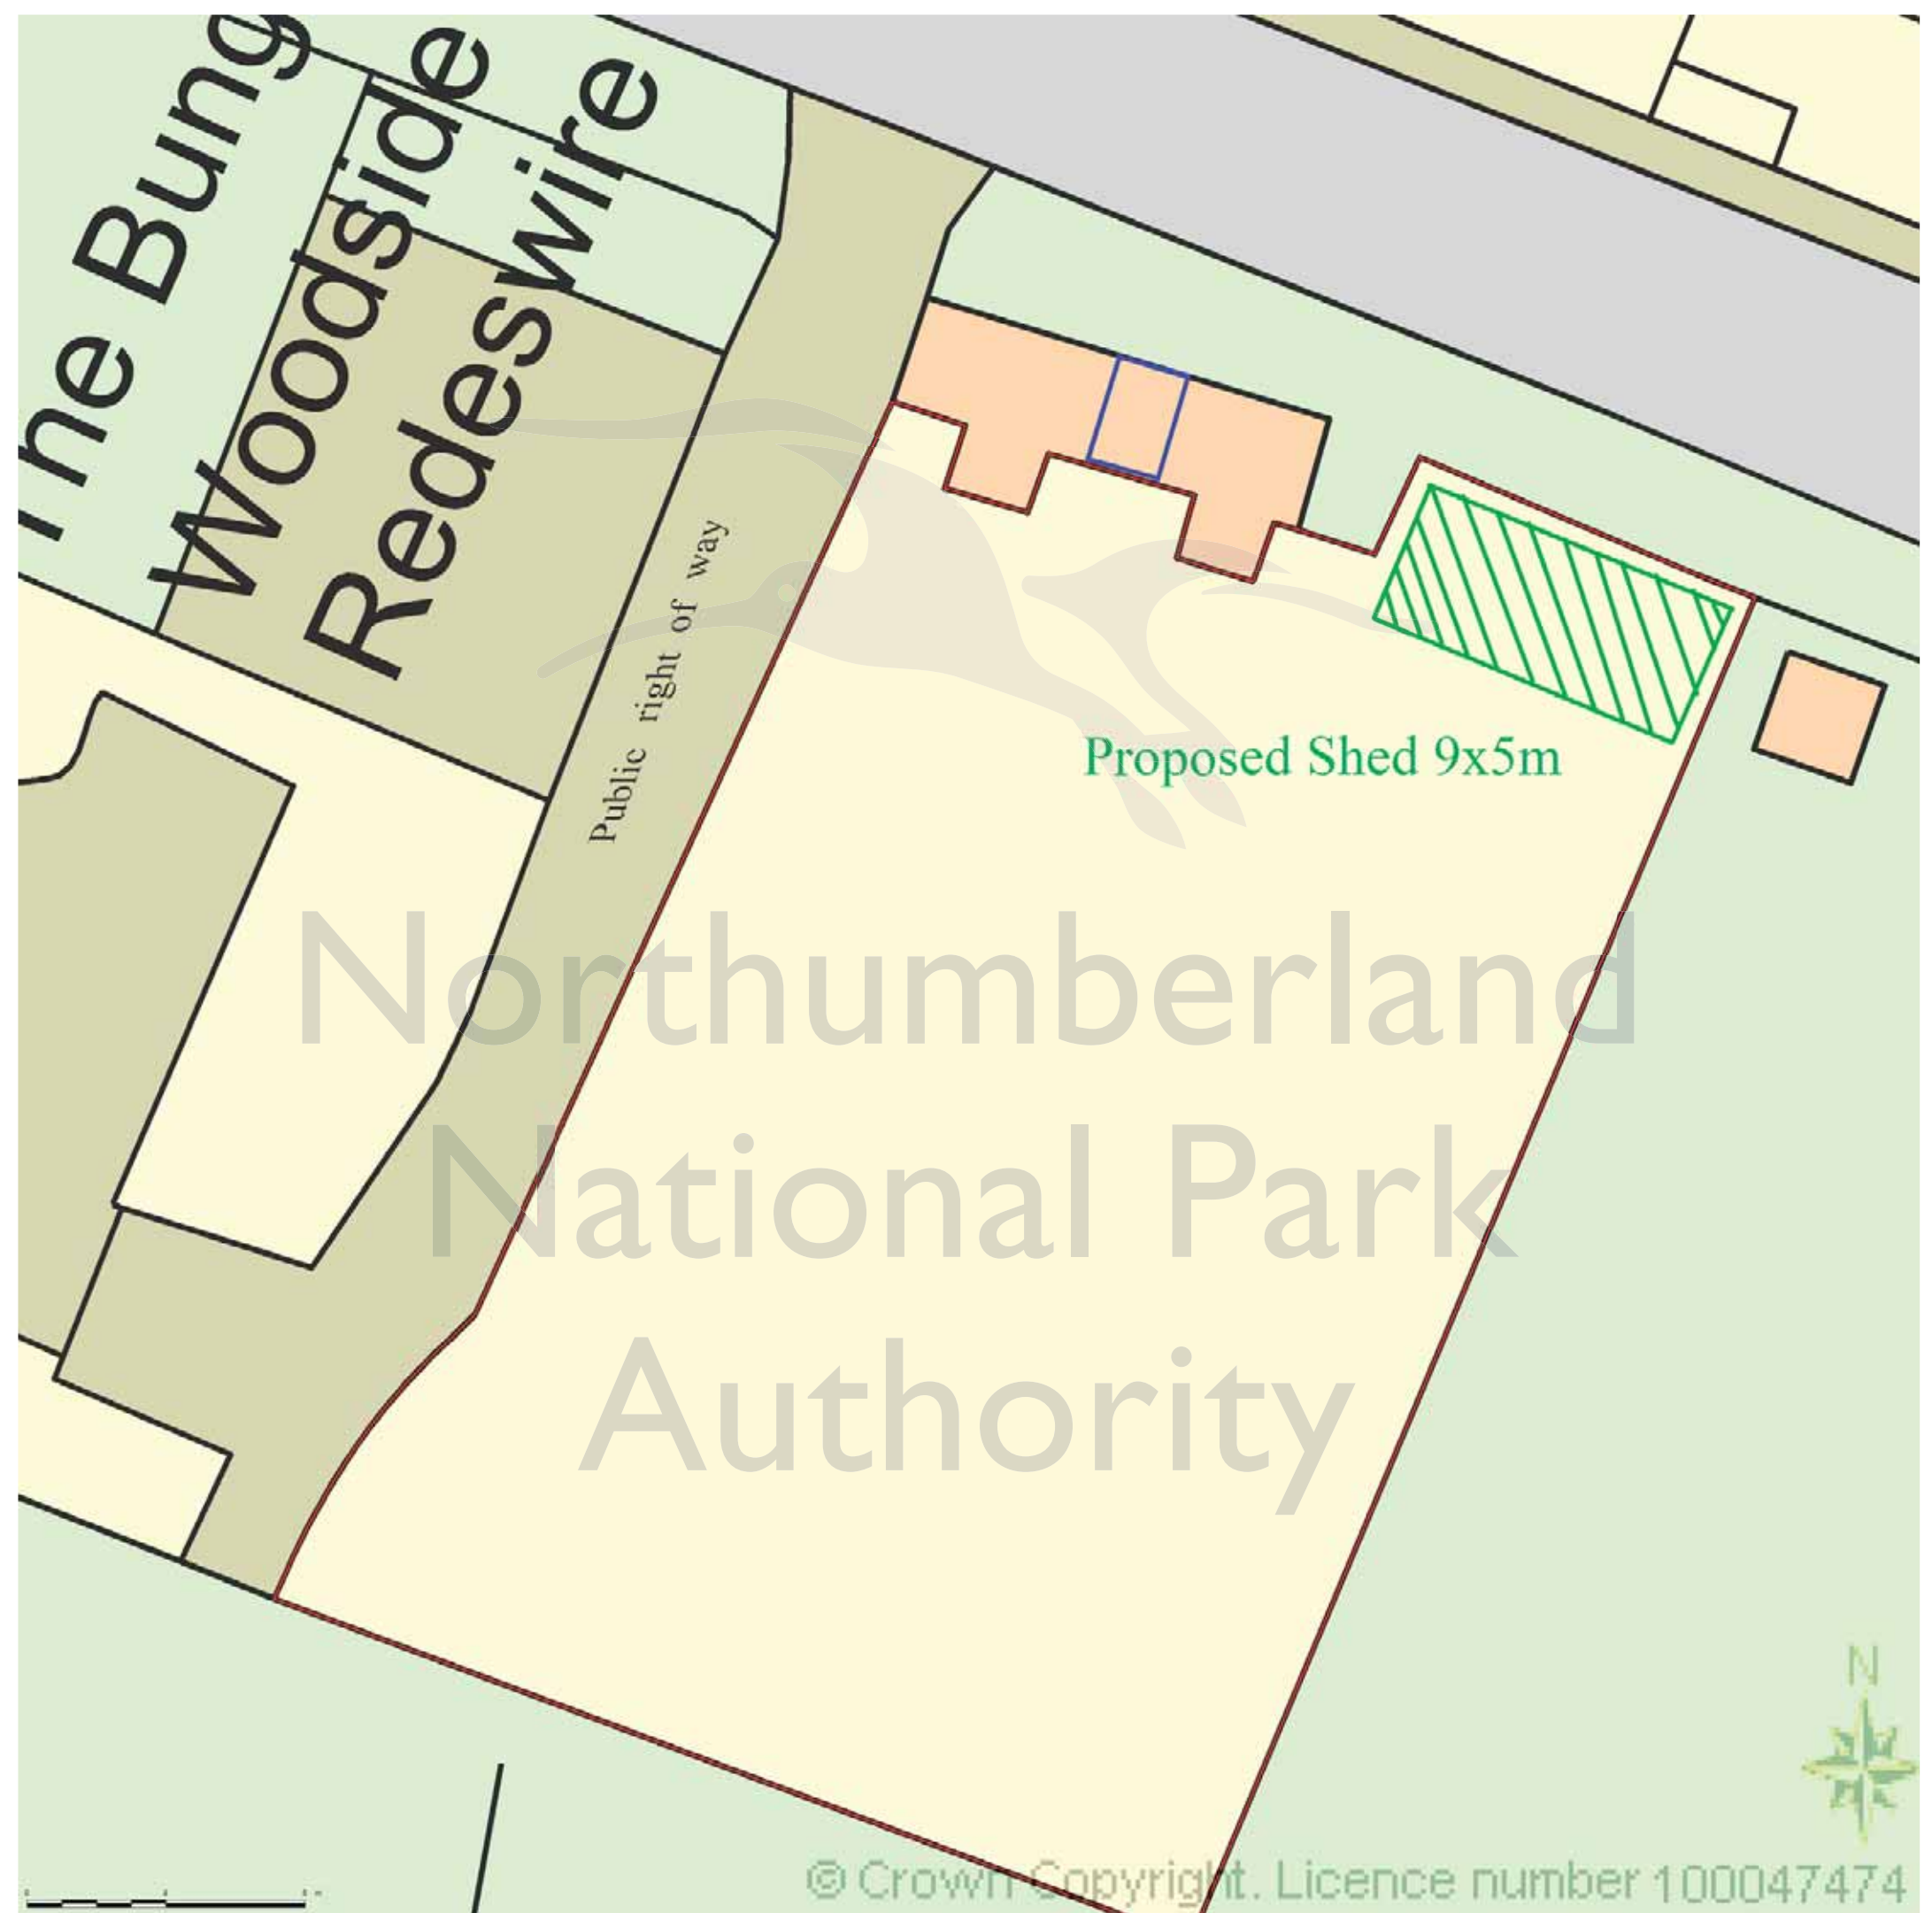 The Bung
Woodside
Redeswire
Public right of way
Proposed Shed 9x5m
Northumberland
National Park
Authority
N
© Crown Copyright. Licence number 100047474